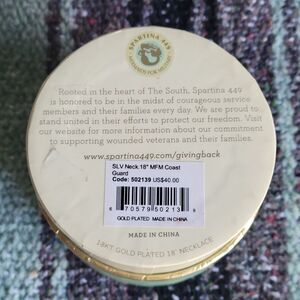 SPARTINA 449
Rooted in the heart of The South, Spartina 449
is honored to be in the midst of courageous service
members and their families every day. We are proud to
stand united in their efforts to protect our freedom. Visit
our website for more information about our commitment
to supporting wounded veterans and their families.
www.spartina449.com/givingback
SLV Neck 18" MFM Coast
Guard
Code: 502139 US$40.00
6 70579 50213
GOLD PLATED MADE IN CHINA
MADE IN CHINA
18KT GOLD PLATED 18" NECKLACE